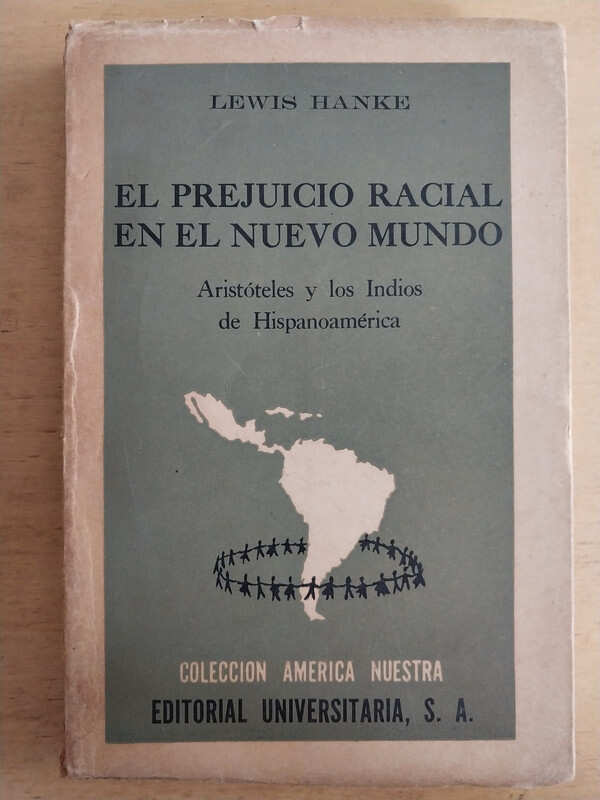 LEWIS HANKE
EL PREJUICIO RACIAL
EN EL NUEVO MUNDO
Aristóteles y los Indios
de Hispanoamérica
COLECCION AMERICA NUESTRA
EDITORIAL UNIVERSITARIA, S. A.